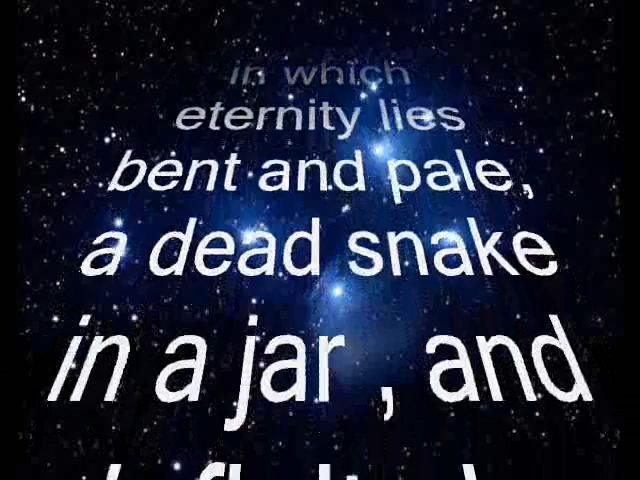 in which
eternity lies
bent and pale,
a dead snake
in a jar , and